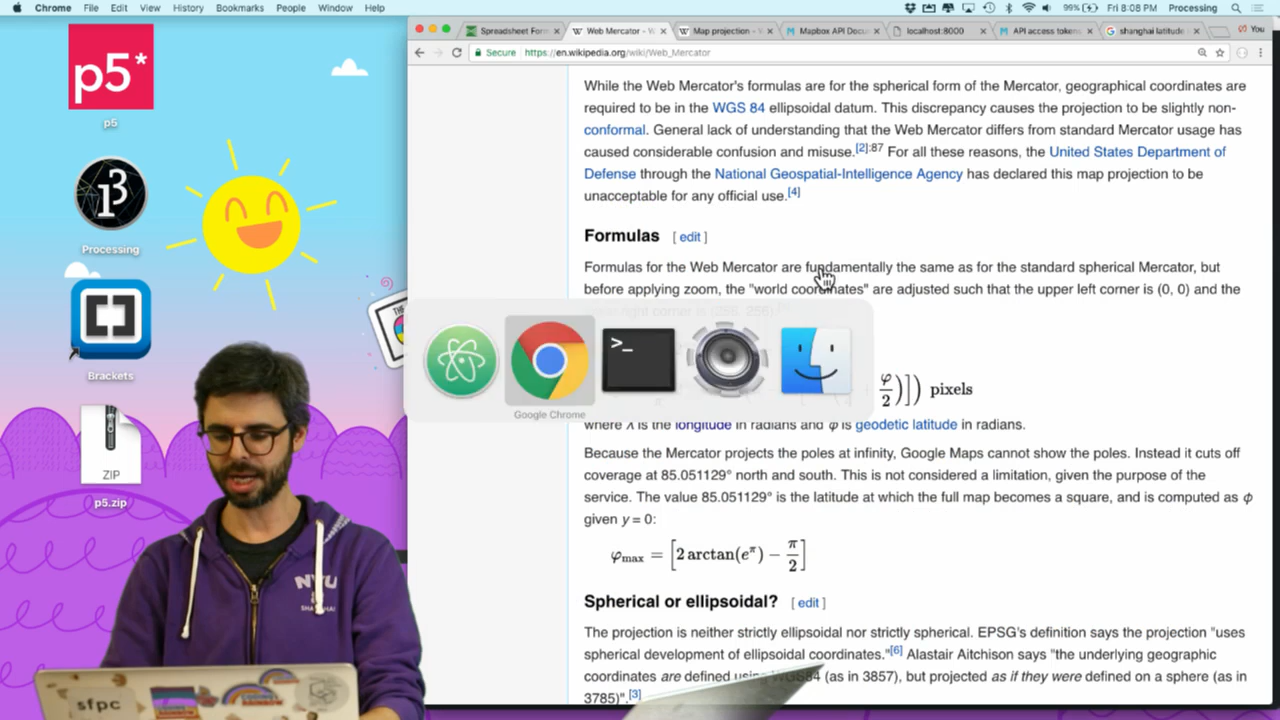 Chrome File Edit View History Bookmarks People Window Help
99% Fri 8:08 PM Processing
Spreadsheet Form
Web Mercator - W
Map projection -
Mapbox API Docu
localhost:8000
API access tokens
shanghai latitude
You
Secure https://en.wikipedia.org/wiki/Web_Mercator
p5*
p5
Processing
Brackets
ZIP
p5.zip
While the Web Mercator's formulas are for the spherical form of the Mercator, geographical coordinates are
required to be in the WGS 84 ellipsoidal datum. This discrepancy causes the projection to be slightly non-
conformal. General lack of understanding that the Web Mercator differs from standard Mercator usage has
caused considerable confusion and misuse.[2]:87 For all these reasons, the United States Department of
Defense through the National Geospatial-Intelligence Agency has declared this map projection to be
unacceptable for any official use.[4]
Formulas [ edit ]
Formulas for the Web Mercator are fundamentally the same as for the standard spherical Mercator, but
before applying zoom, the "world coordinates" are adjusted such that the upper left corner is (0, 0) and the
φ/2)]) pixels
>_
Google Chrome
where λ is the longitude in radians and φ is geodetic latitude in radians.
Because the Mercator projects the poles at infinity, Google Maps cannot show the poles. Instead it cuts off
coverage at 85.051129° north and south. This is not considered a limitation, given the purpose of the
service. The value 85.051129° is the latitude at which the full map becomes a square, and is computed as φ
given y = 0:
φmax = [2 arctan(e^π) − π/2]
Spherical or ellipsoidal? [ edit ]
The projection is neither strictly ellipsoidal nor strictly spherical. EPSG's definition says the projection "uses
spherical development of ellipsoidal coordinates."[6] Alastair Aitchison says "the underlying geographic
coordinates are defined using WGS84 (as in 3857), but projected as if they were defined on a sphere (as in
3785)".[3]
NYU
sfpc